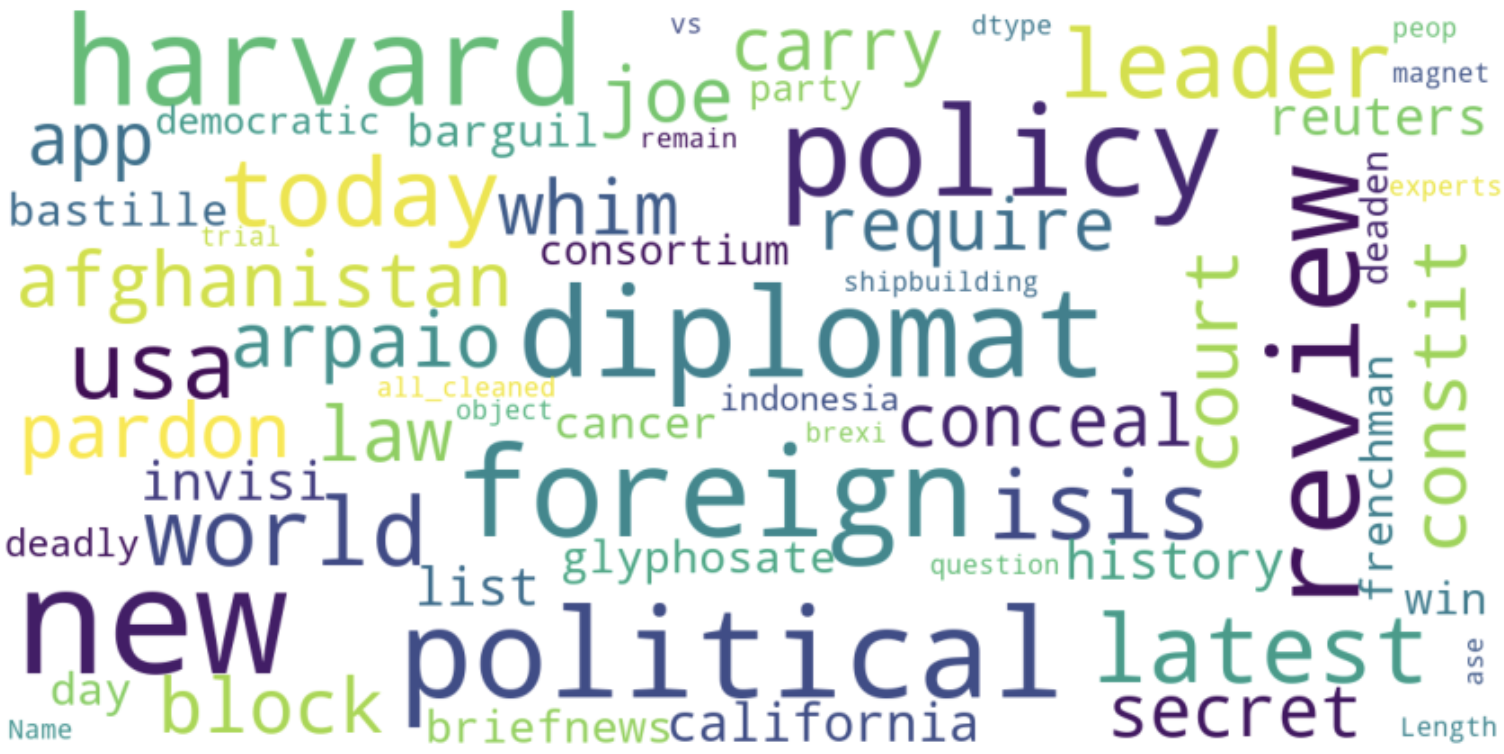 harvard
vs
carry
dtype
leader
peop
magnet
joe
party
reuters
app
democratic
barguil
remain
policy
review
deaden
experts
bastille
today
whim
require
trial
consortium
afghanistan
shipbuilding
court
constit
usa
arpaio
diplomat
all_cleaned
object
indonesia
frenchman
pardon
law
cancer
brexi
conceal
invisi
foreign
isis
world
deadly
glyphosate
question
history
list
new
political
latest
win
ase
day
block
briefnews
california
secret
Name
Length